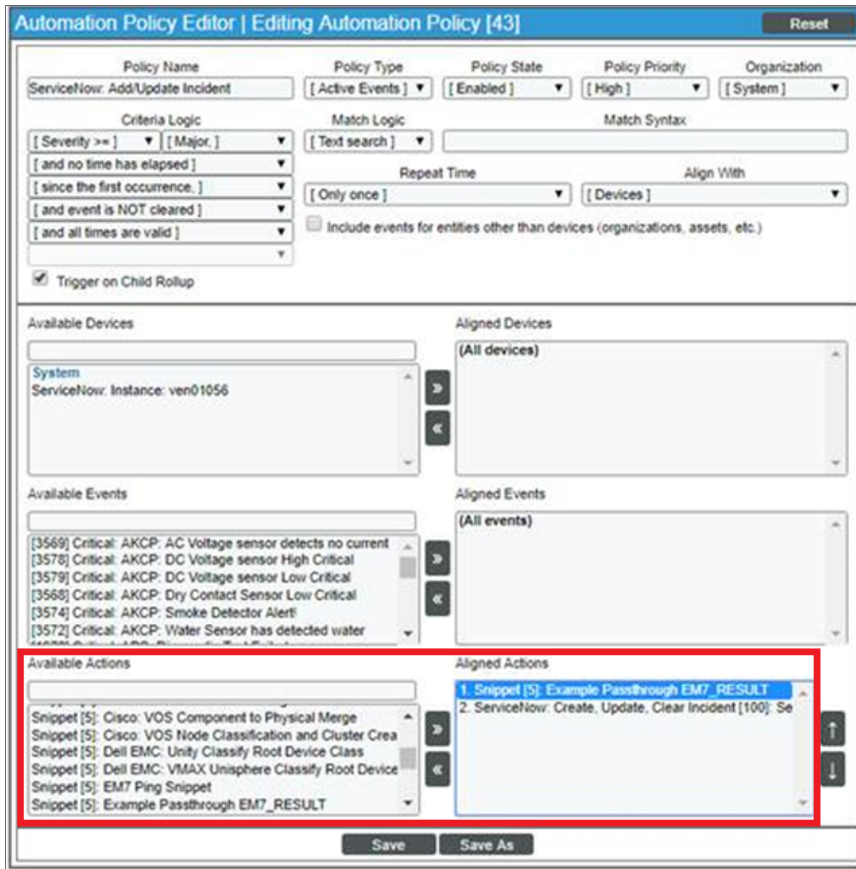 Automation Policy Editor | Editing Automation Policy [43] Reset
Policy Name Policy Type Policy State Policy Priority Organization
ServiceNow: Add/Update Incident [ Active Events ] [ Enabled ] [ High ] [ System ]
Criteria Logic Match Logic Match Syntax
[ Severity >= ] [ Major, ] [ Text search ]
[ and no time has elapsed ]
Repeat Time Align With
[ since the first occurrence, ] [ Only once ] [ Devices ]
[ and event is NOT cleared ]
Include events for entities other than devices (organizations, assets, etc.)
[ and all times are valid ]
Trigger on Child Rollup
Available Devices Aligned Devices
(All devices)
System
ServiceNow: Instance: ven01056
Available Events Aligned Events
(All events)
[3569] Critical: AKCP: AC Voltage sensor detects no current
[3578] Critical: AKCP: DC Voltage sensor High Critical
[3579] Critical: AKCP: DC Voltage sensor Low Critical
[3568] Critical: AKCP: Dry Contact Sensor Low Critical
[3574] Critical: AKCP: Smoke Detector Alert!
[3572] Critical: AKCP: Water Sensor has detected water
Available Actions Aligned Actions
1. Snippet [5]: Example Passthrough EM7_RESULT
2. ServiceNow: Create, Update, Clear Incident [100]: Se
Snippet [5]: Cisco: VOS Component to Physical Merge
Snippet [5]: Cisco: VOS Node Classification and Cluster Crea
Snippet [5]: Dell EMC: Unity Classify Root Device Class
Snippet [5]: Dell EMC: VMAX Unisphere Classify Root Device
Snippet [5]: EM7 Ping Snippet
Snippet [5]: Example Passthrough EM7_RESULT
Save Save As